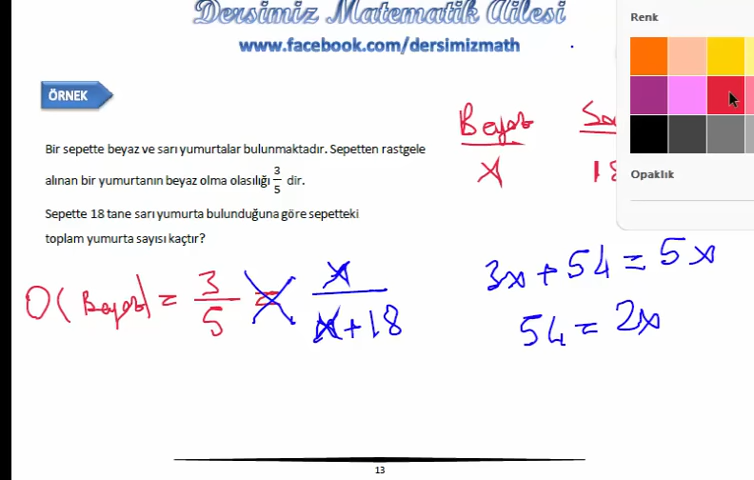 Dersimiz Matematik Ailesi
www.facebook.com/dersimizmath
Renk
ÖRNEK
Beyaz
x 18
Bir sepette beyaz ve sarı yumurtalar bulunmaktadır. Sepetten rastgele
alınan bir yumurtanın beyaz olma olasılığı 3/5 dir.
Opaklık
Sepette 18 tane sarı yumurta bulunduğuna göre sepetteki
toplam yumurta sayısı kaçtır?
O(Beyaz) = 3/5 = x/x+18
3x + 54 = 5x
54 = 2x
13